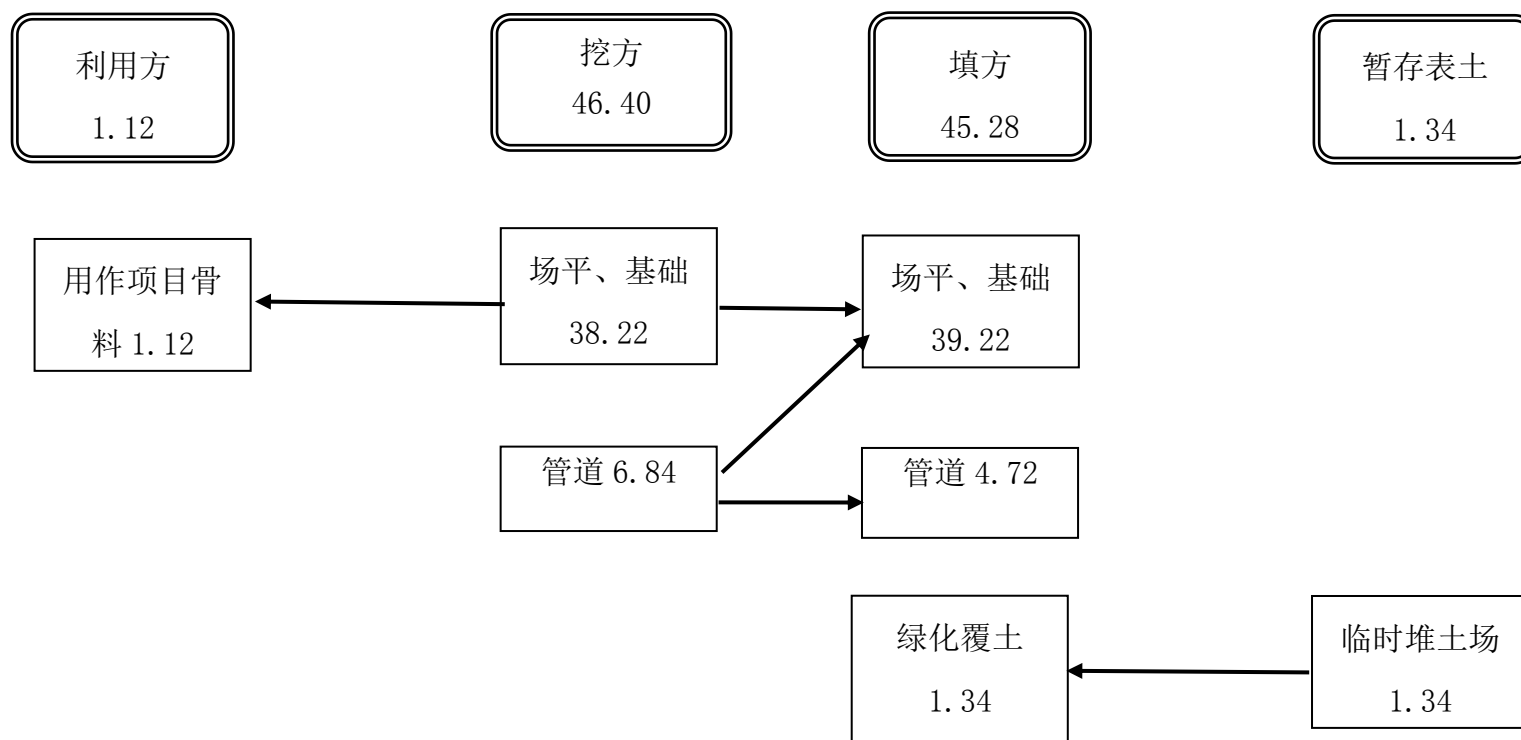 利用方
1.12
挖方
46.40
填方
45.28
暂存表土
1.34
用作项目骨
料 1.12
场平、基础
38.22
场平、基础
39.22
管道 6.84
管道 4.72
绿化覆土
1.34
临时堆土场
1.34